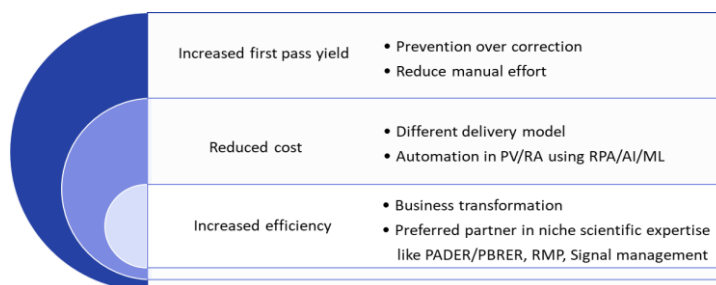 Increased first pass yield
• Prevention over correction
• Reduce manual effort
Reduced cost
• Different delivery model
• Automation in PV/RA using RPA/AI/ML
Increased efficiency
• Business transformation
• Preferred partner in niche scientific expertise
like PADER/PBRER, RMP, Signal management